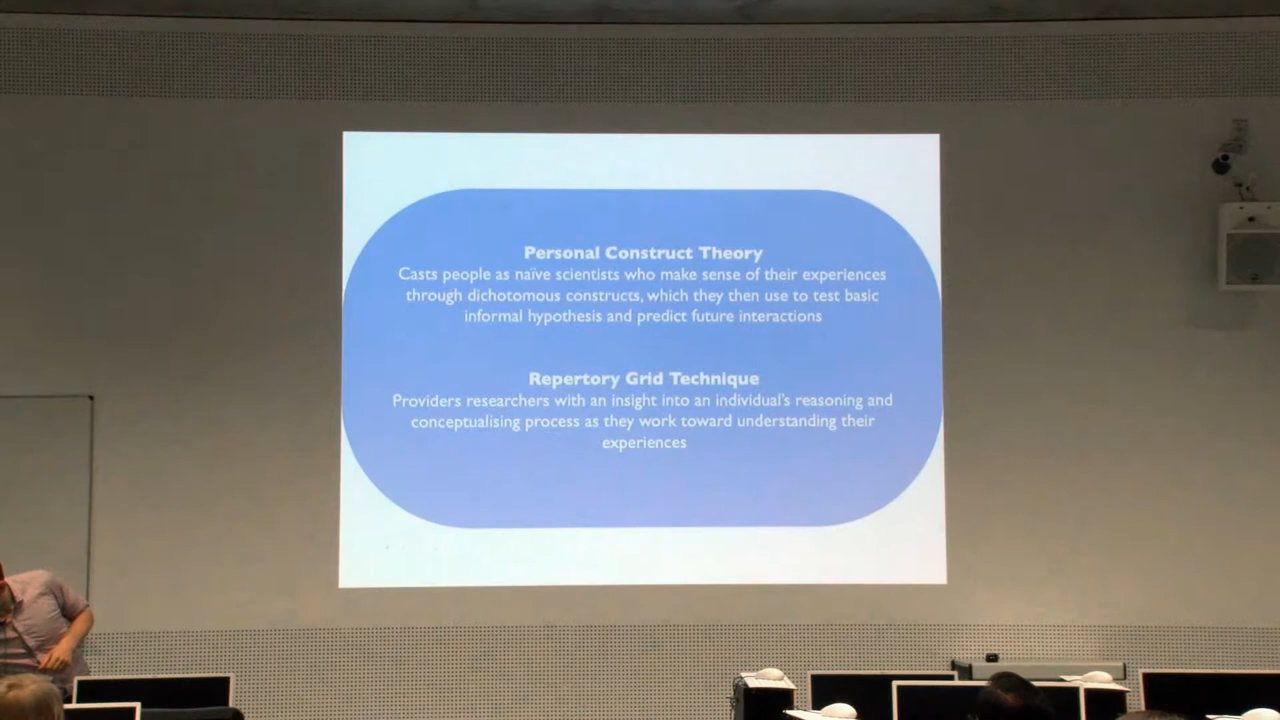 Personal Construct Theory
Casts people as naïve scientists who make sense of their experiences
through dichotomous constructs, which they then use to test basic
informal hypothesis and predict future interactions
Repertory Grid Technique
Providers researchers with an insight into an individual's reasoning and
conceptualising process as they work toward understanding their
experiences